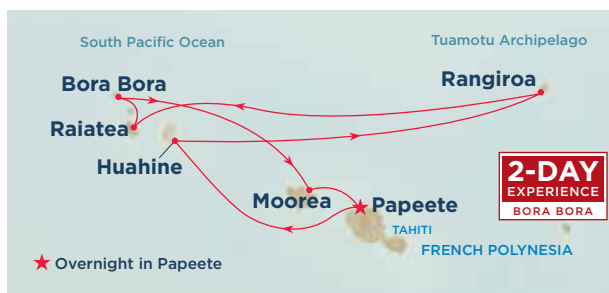 South Pacific Ocean
Tuamotu Archipelago
Bora Bora
Rangiroa
Raiatea
Huahine
2-DAY
EXPERIENCE
BORA BORA
Moorea
Papeete
TAHITI
FRENCH POLYNESIA
Overnight in Papeete